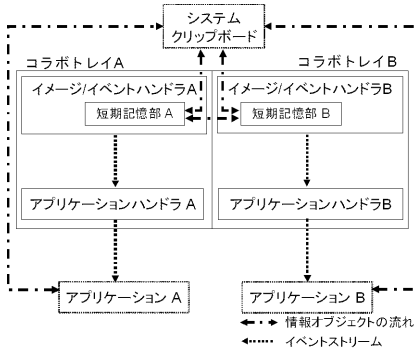 システム
クリップボード
コラボトレイA
コラボトレイB
イメージ/イベントハンドラA
イメージ/イベントハンドラB
短期記憶部 A
短期記憶部 B
アプリケーションハンドラ A
アプリケーションハンドラB
アプリケーション A
アプリケーション B
情報オブジェクトの流れ
イベントストリーム